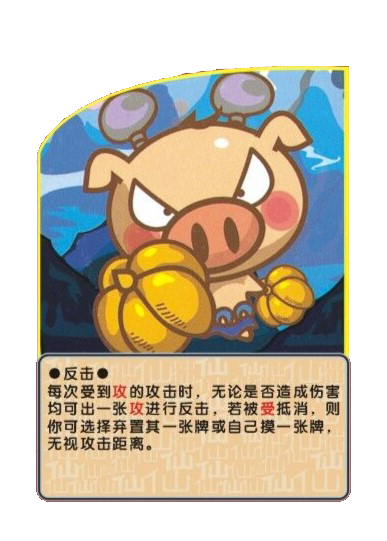 ●反击●
每次受到攻的攻击时，无论是否造成伤害
均可出一张攻进行反击，若被受抵消，则
你可选择弃置其一张牌或自己摸一张牌，
无视攻击距离。